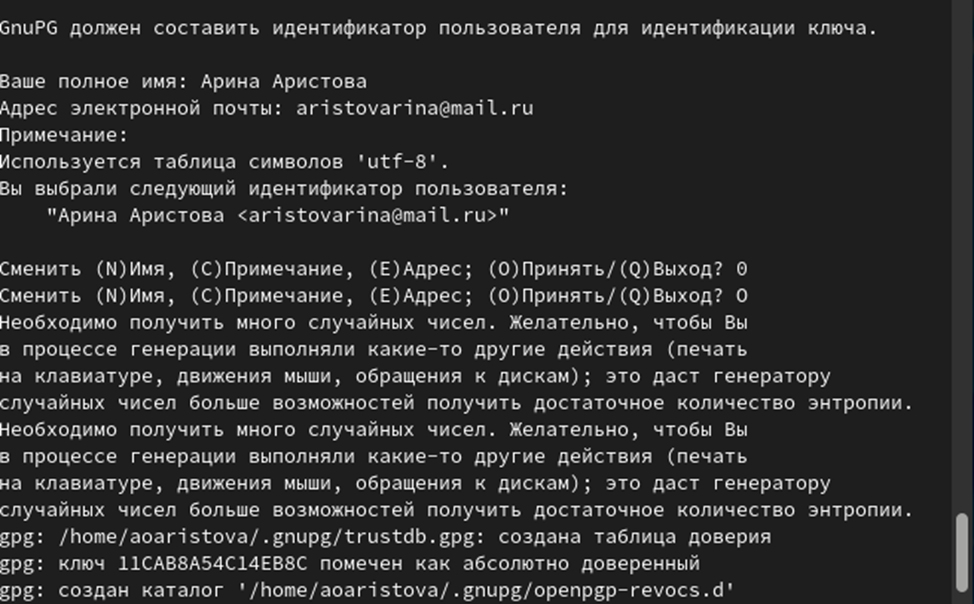 GnuPG должен составить идентификатор пользователя для идентификации ключа.
Ваше полное имя: Арина Аристова
Адрес электронной почты: aristovarina@mail.ru
Примечание:
Используется таблица символов 'utf-8'.
Вы выбрали следующий идентификатор пользователя:
"Арина Аристова <aristovarina@mail.ru>"
Сменить (N)Имя, (C)Примечание, (E)Адрес; (O)Принять/(Q)Выход? 0
Сменить (N)Имя, (C)Примечание, (E)Адрес; (O)Принять/(Q)Выход? O
Необходимо получить много случайных чисел. Желательно, чтобы Вы
в процессе генерации выполняли какие-то другие действия (печать
на клавиатуре, движения мыши, обращения к дискам); это даст генератору
случайных чисел больше возможностей получить достаточное количество энтропии.
Необходимо получить много случайных чисел. Желательно, чтобы Вы
в процессе генерации выполняли какие-то другие действия (печать
на клавиатуре, движения мыши, обращения к дискам); это даст генератору
случайных чисел больше возможностей получить достаточное количество энтропии.
gpg: /home/aoaristova/.gnupg/trustdb.gpg: создана таблица доверия
gpg: ключ 11CAB8A54C14EB8C помечен как абсолютно доверенный
gpg: создан каталог '/home/aoaristova/.gnupg/openpgp-revocs.d'